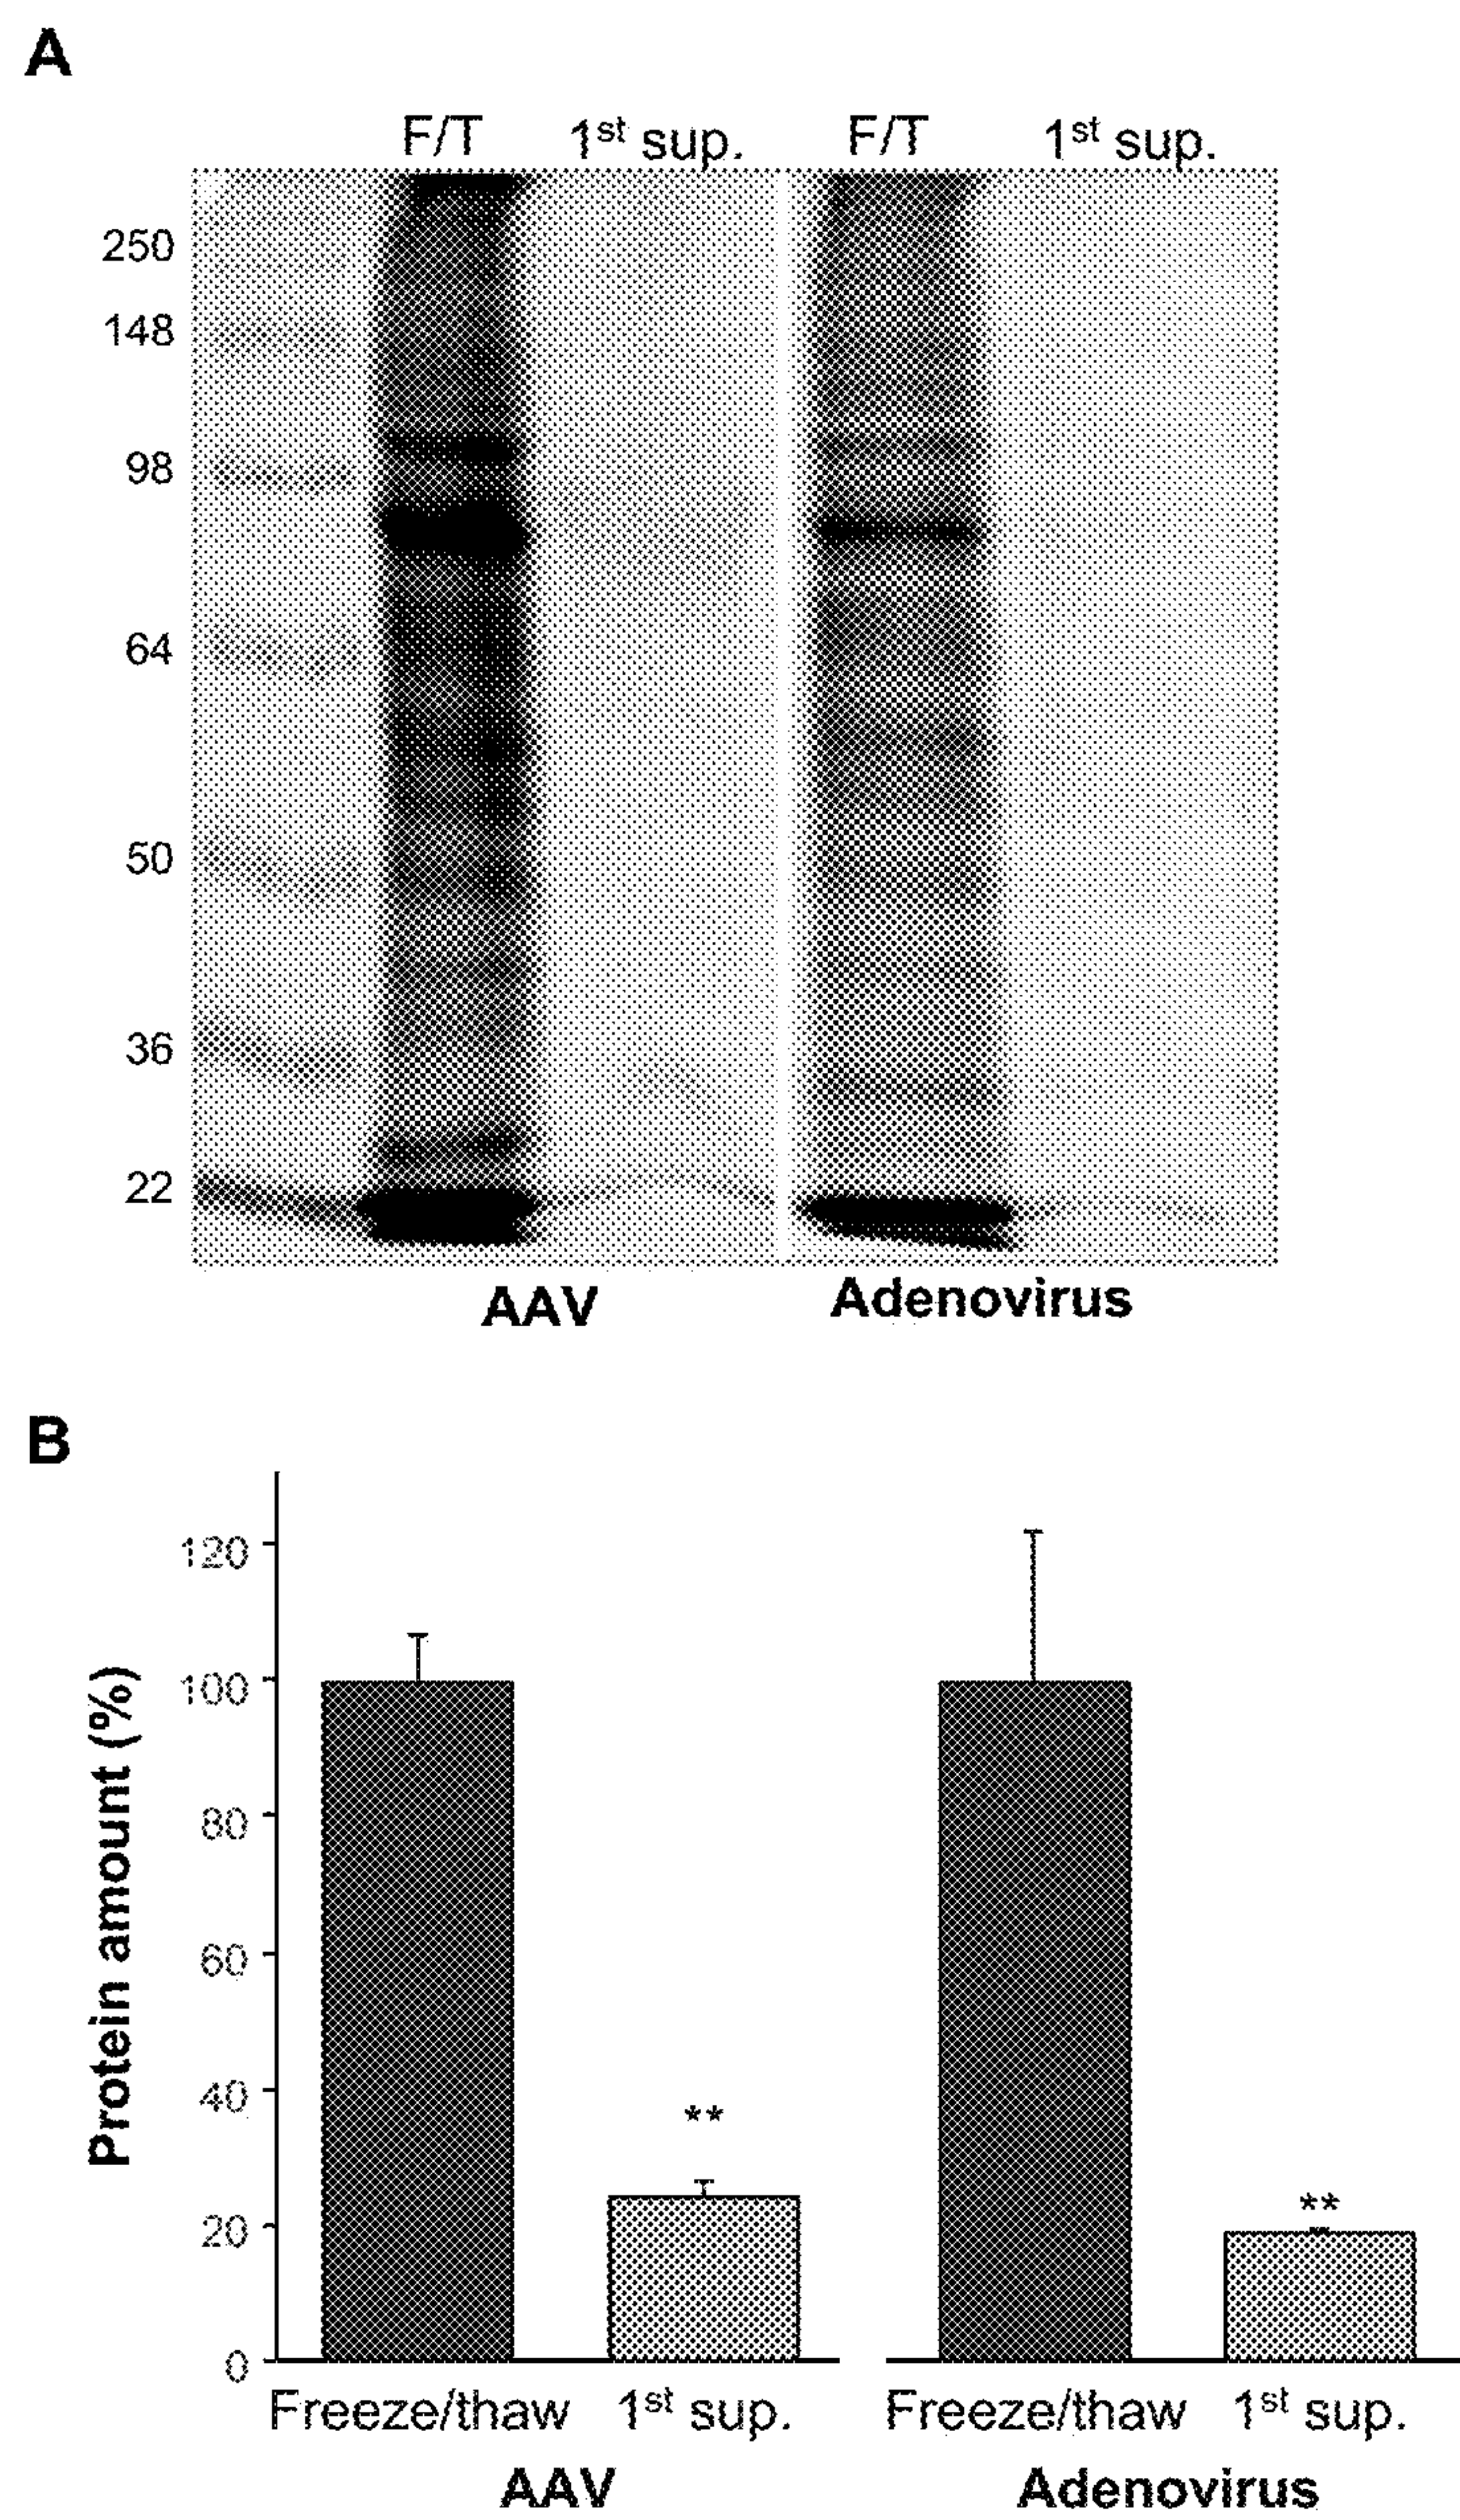 A
F/T 1st sup. F/T 1st sup.
250
148
98
64
50
36
22
AAV Adenovirus
B
Protein amount (%)
120
100
80
60
40
20
0
** **
Freeze/thaw 1st sup. Freeze/thaw 1st sup.
AAV Adenovirus